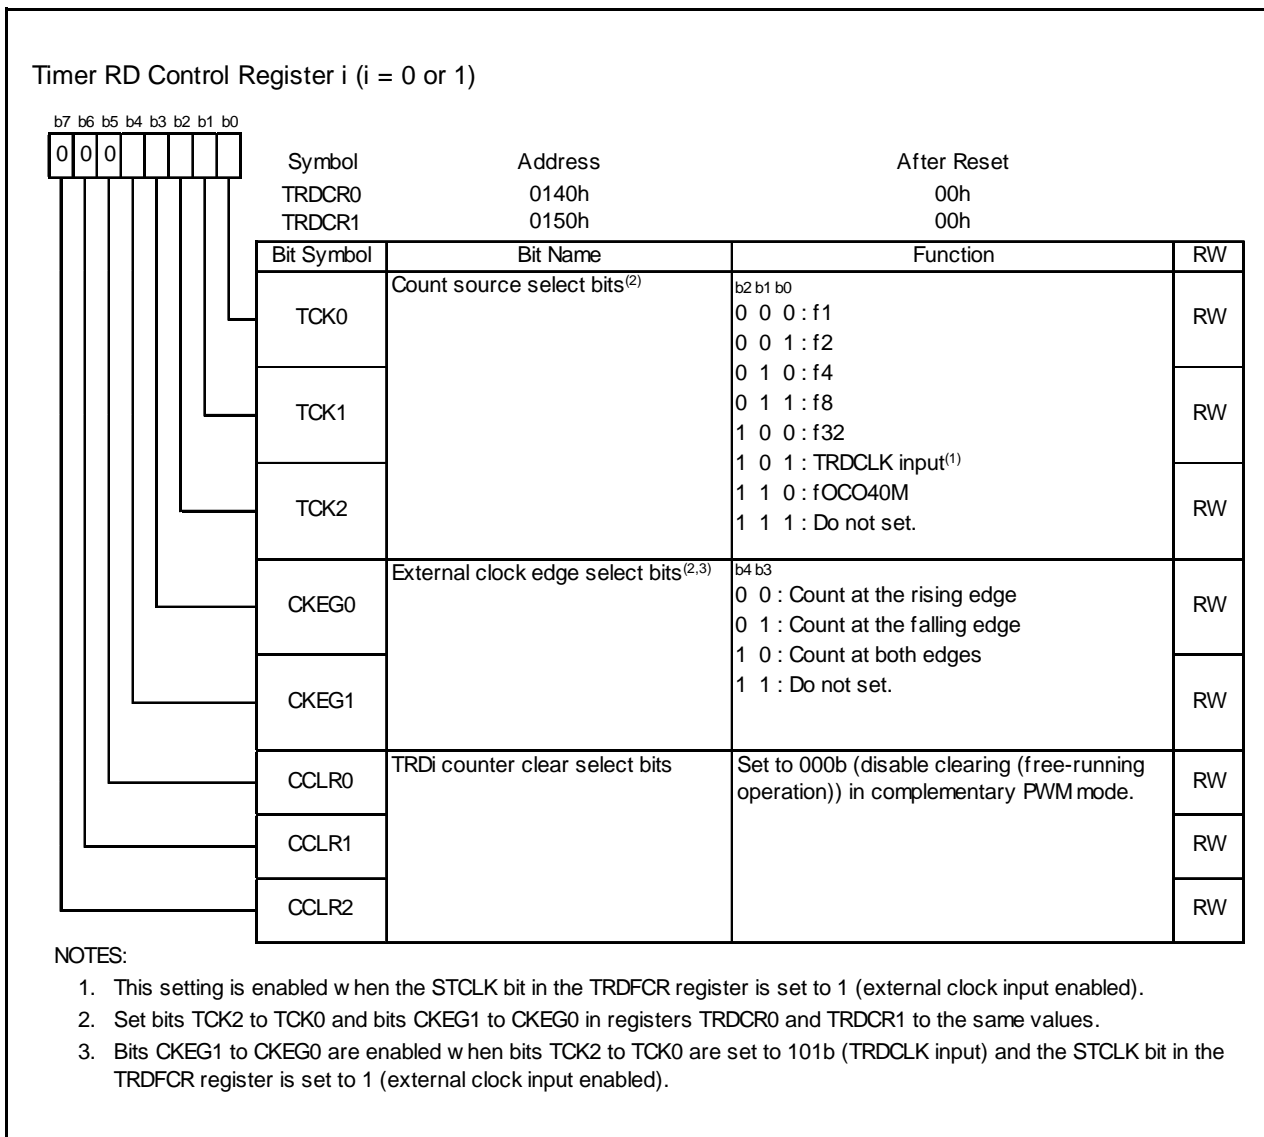 Timer RD Control Register i (i = 0 or 1)
b7 b6 b5 b4 b3 b2 b1 b0
0 0 0
Symbol Address After Reset
TRDCR0 0140h 00h
TRDCR1 0150h 00h
Bit Symbol Bit Name Function RW
TCK0 Count source select bits(2) b2 b1 b0
0 0 0 : f1 RW
0 0 1 : f2
0 1 0 : f4
TCK1 0 1 1 : f8 RW
1 0 0 : f32
1 0 1 : TRDCLK input(1)
TCK2 1 1 0 : fOCO40M RW
1 1 1 : Do not set.
External clock edge select bits(2,3) b4 b3
CKEG0 0 0 : Count at the rising edge RW
0 1 : Count at the falling edge
1 0 : Count at both edges
CKEG1 1 1 : Do not set. RW
CCLR0 TRDi counter clear select bits Set to 000b (disable clearing (free-running RW
operation)) in complementary PWM mode.
CCLR1 RW
CCLR2 RW
NOTES:
1. This setting is enabled when the STCLK bit in the TRDFCR register is set to 1 (external clock input enabled).
2. Set bits TCK2 to TCK0 and bits CKEG1 to CKEG0 in registers TRDCR0 and TRDCR1 to the same values.
3. Bits CKEG1 to CKEG0 are enabled when bits TCK2 to TCK0 are set to 101b (TRDCLK input) and the STCLK bit in the
TRDFCR register is set to 1 (external clock input enabled).